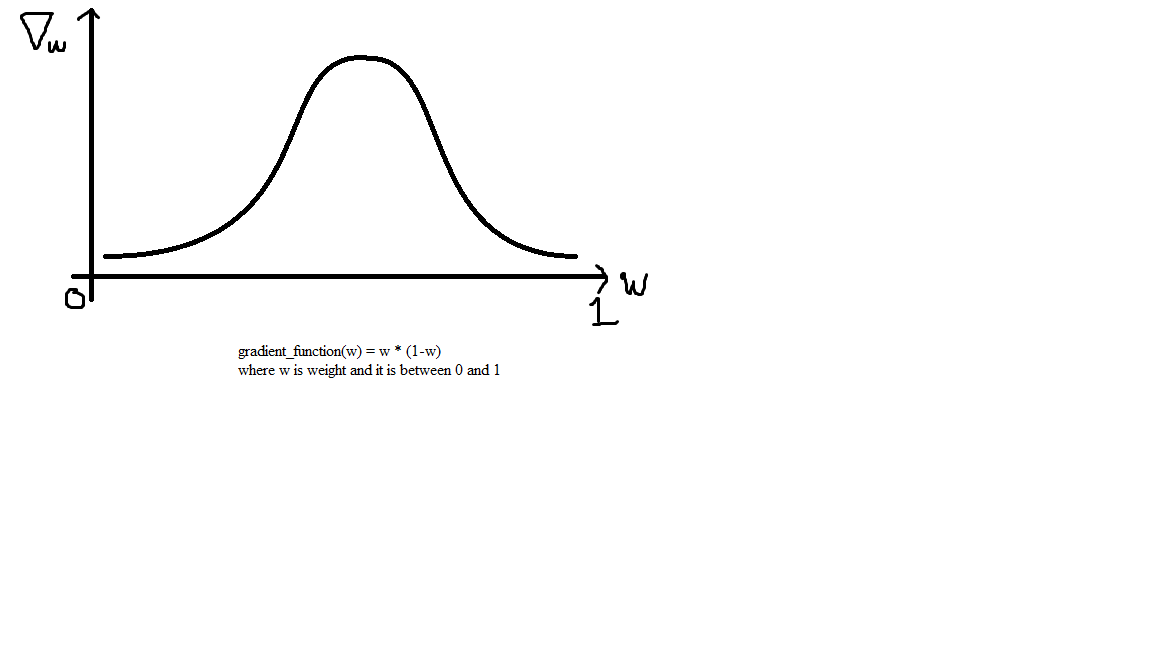 ∇w
0
w
1
gradient_function(w) = w * (1-w)
where w is weight and it is between 0 and 1